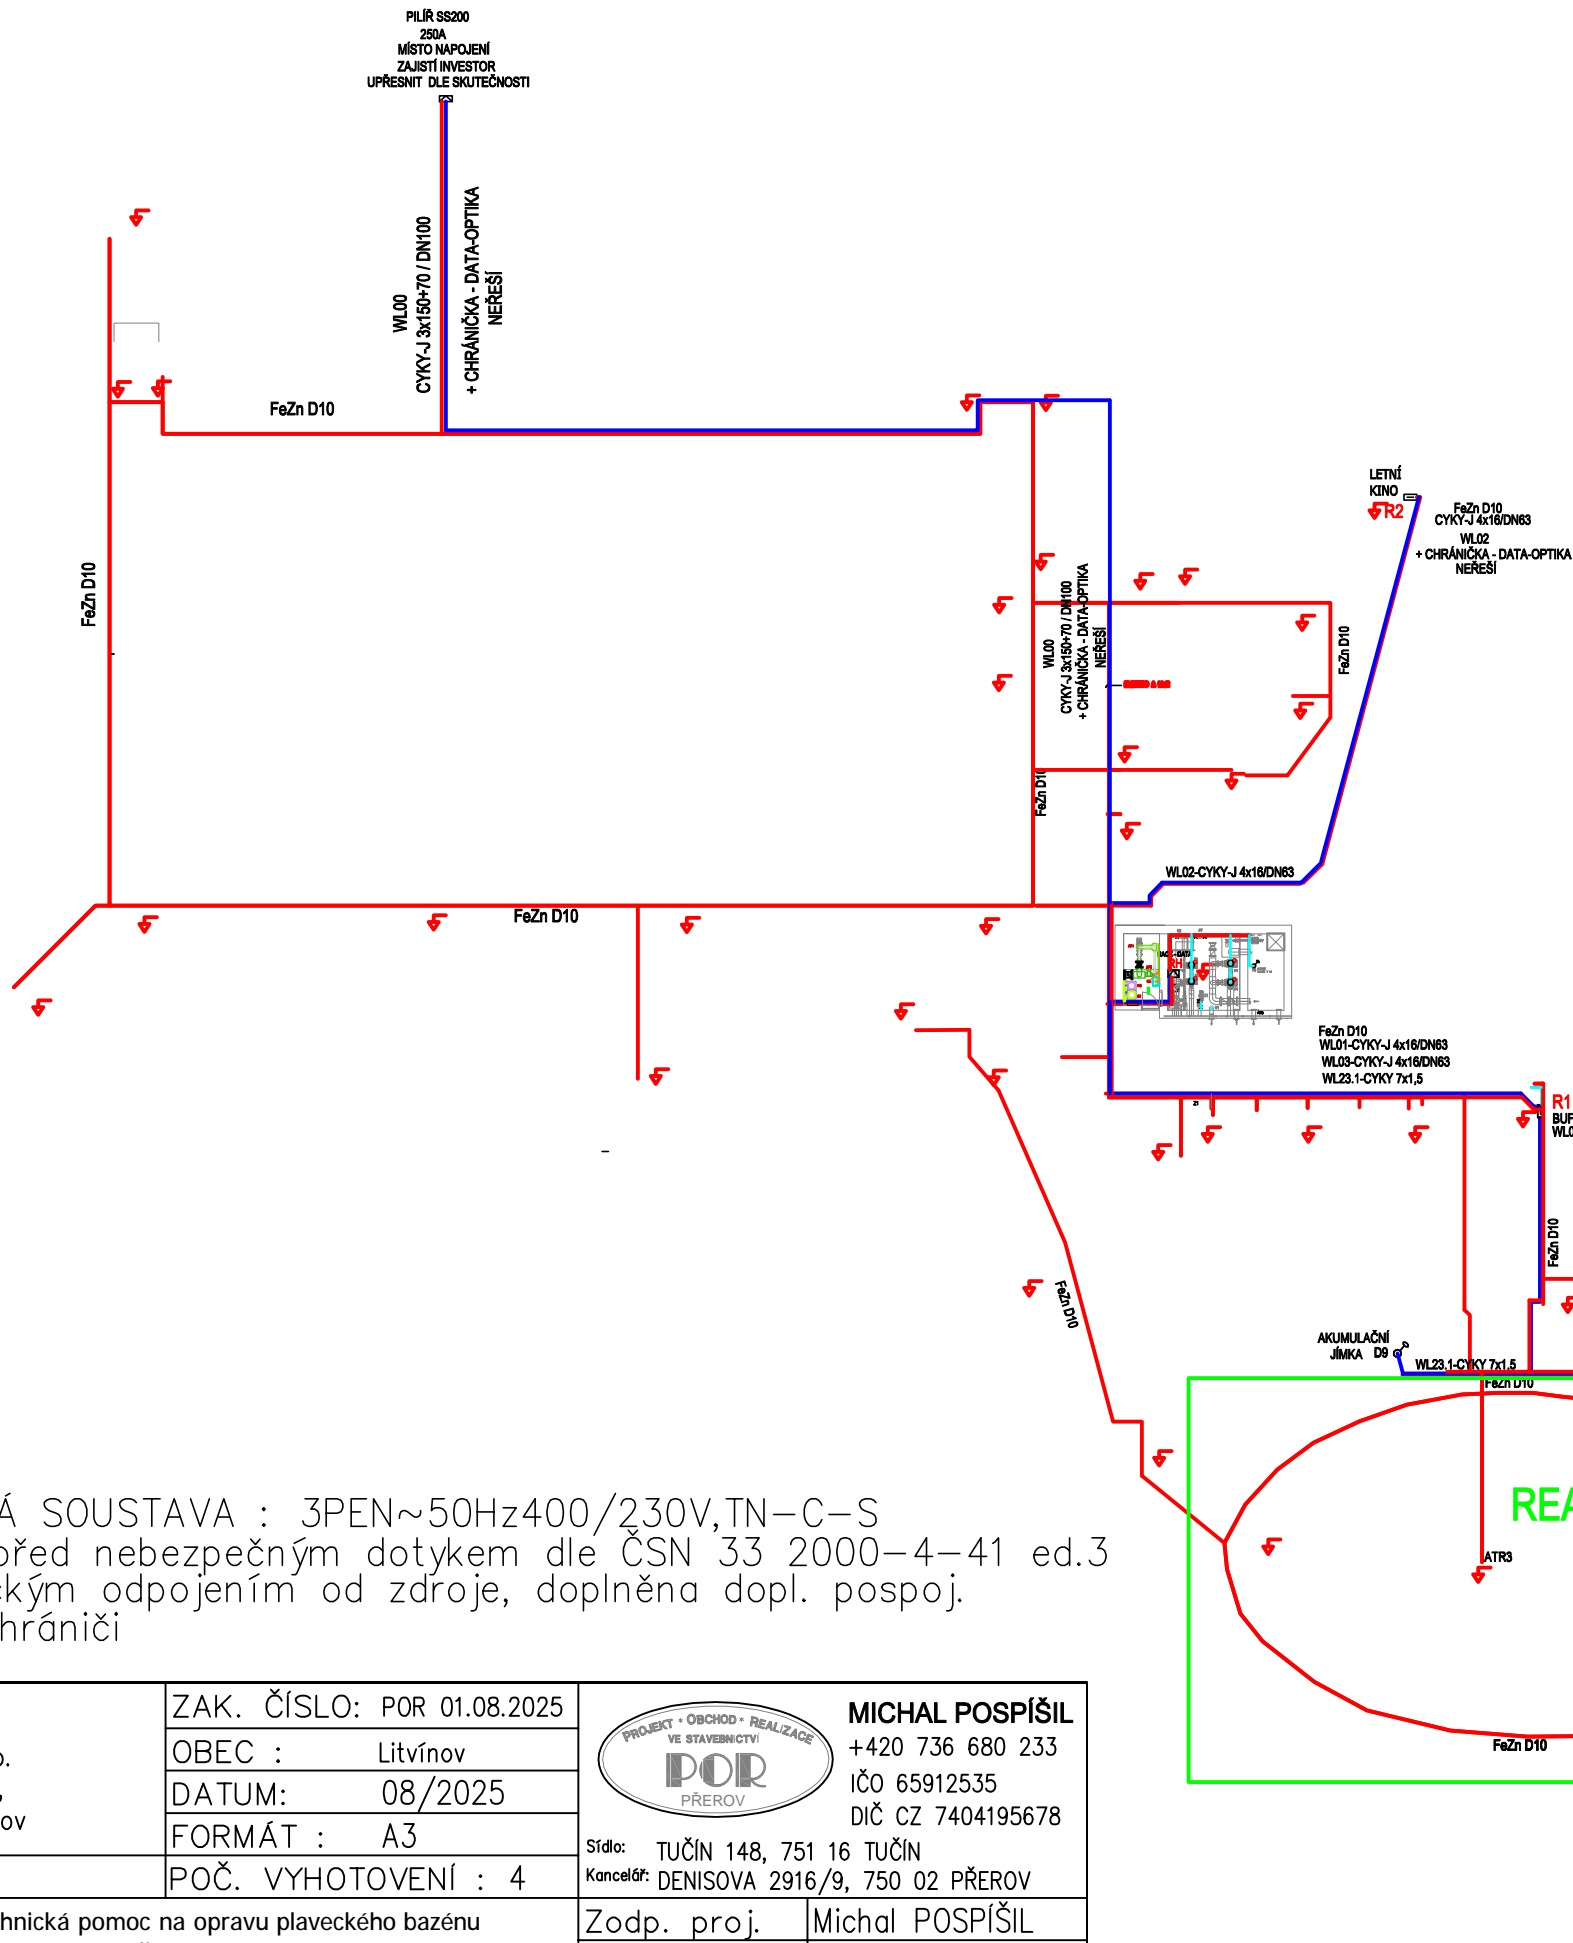 PILÍŘ SS200
250A
MÍSTO NAPOJENÍ
ZAJISTÍ INVESTOR
UPŘESNIT DLE SKUTEČNOSTI
WL00
CYKY-J 3x150+70 / DN100
+ CHRÁNIČKA - DATA-OPTIKA
NEŘEŠÍ
FeZn D10
FeZn D10
LETNÍ
KINO
R2
FeZn D10
CYKY-J 4x16/DN63
WL02
+ CHRÁNIČKA - DATA-OPTIKA
NEŘEŠÍ
WL00
CYKY-J 3x150+70 / DN100
+ CHRÁNIČKA - DATA-OPTIKA
NEŘEŠÍ
FeZn D10
FeZn D10
WL02-CYKY-J 4x16/DN63
FeZn D10
RH
FeZn D10
WL01-CYKY-J 4x16/DN63
WL03-CYKY-J 4x16/DN63
WL23.1-CYKY 7x1,5
R1
BUF
WL0
FeZn D10
FeZn D10
AKUMULAČNÍ
JÍMKA D9
WL23.1-CYKY 7x1,5
FeZn D10
REA
ATR3
FeZn D10
Á SOUSTAVA : 3PEN~50Hz400/230V,TN-C-S
před nebezpečným dotykem dle ČSN 33 2000-4-41 ed.3
ckým odpojením od zdroje, doplněna dopl. pospoj.
hrániči
ZAK. ČÍSLO: POR 01.08.2025
OBEC : Litvínov
DATUM: 08/2025
FORMÁT : A3
POČ. VYHOTOVENÍ : 4
o.
ov
PROJEKT * OBCHOD * REALIZACE
VE STAVEBNICTVÍ
POR
PŘEROV
MICHAL POSPÍŠIL
+420 736 680 233
IČO 65912535
DIČ CZ 7404195678
Sídlo: TUČÍN 148, 751 16 TUČÍN
Kancelář: DENISOVA 2916/9, 750 02 PŘEROV
hnická pomoc na opravu plaveckého bazénu
Zodp. proj. Michal POSPÍŠIL